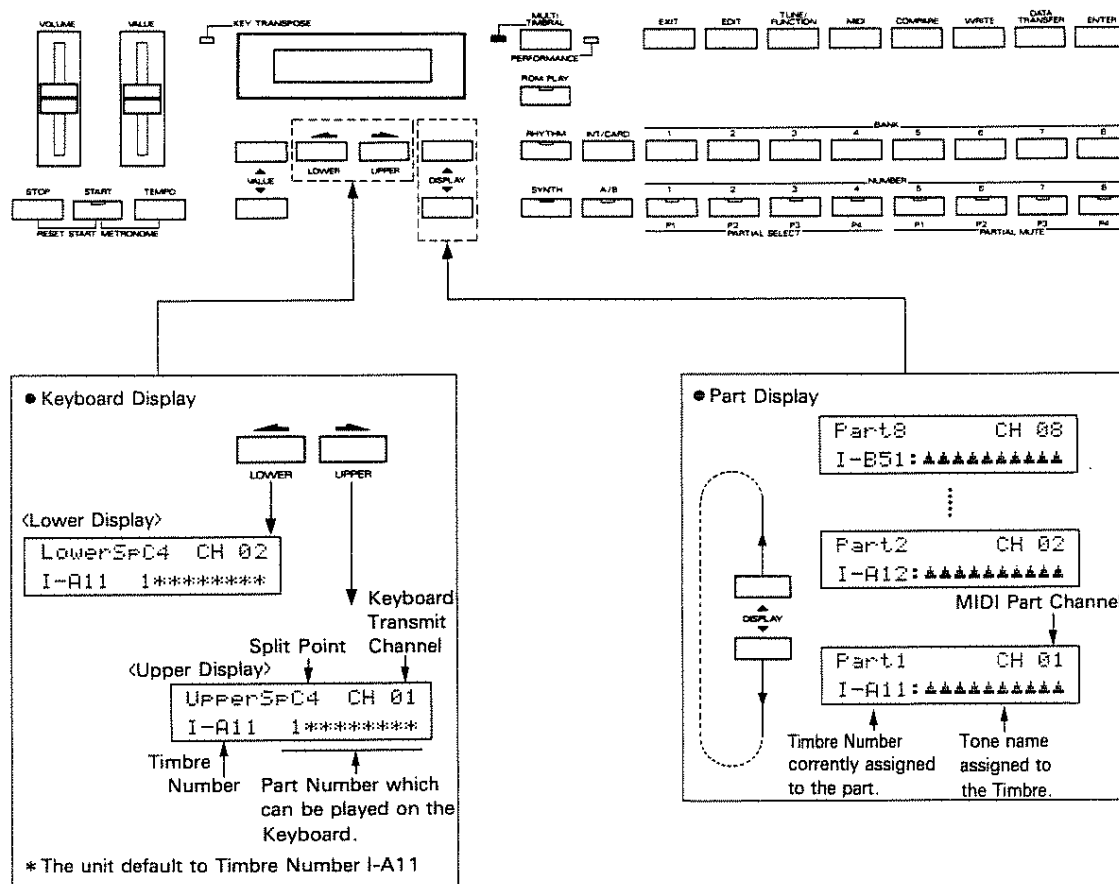 VOLUME
VALUE
KEY TRANSPOSE
MULTI
TIMBRAL
PERFORMANCE
EXIT
EDIT
TUNE/
FUNCTION
MIDI
COMPARE
WRITE
DATA
TRANSFER
ENTER
ROM PLAY
RHYTHM
INT/CARD
BANK
1 2 3 4 5 6 7 8
LOWER
UPPER
VALUE
DISPLAY
STOP
START
TEMPO
RESET START
METRONOME
SYNTH
A/B
NUMBER
1 2 3 4 5 6 7 8
P1 P2 P3 P4 P1 P2 P3 P4
PARTIAL SELECT
PARTIAL MUTE
● Keyboard Display
LOWER
UPPER
<Lower Display>
LowerSpC4 CH 02
I-A11 1********
Keyboard
Transmit
Channel
Split Point
<Upper Display>
UpperSpC4 CH 01
I-A11 1********
Timbre
Number
Part Number which
can be played on the
Keyboard.
* The unit default to Timbre Number I-A11
● Part Display
Part8 CH 08
I-B51:
Part2 CH 02
I-A12:
MIDI Part Channel
DISPLAY
Part1 CH 01
I-A11:
Timbre Number
corrently assigned
to the part.
Tone name
assigned to
the Timbre.